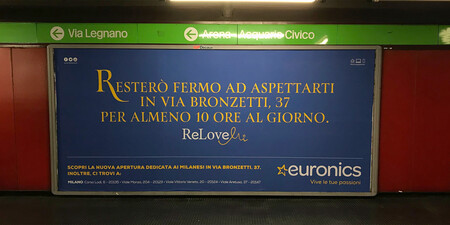 Via Legnano
Arena - Acquario Civico
RESTERÒ FERMO AD ASPETTARTI
IN VIA BRONZETTI, 37
PER ALMENO 10 ORE AL GIORNO.
ReLove
SCOPRI LA NUOVA APERTURA DEDICATA AI MILANESI IN VIA BRONZETTI, 37.
INOLTRE, CI TROVI A:
MILANO
euronics
Vive le tue passioni